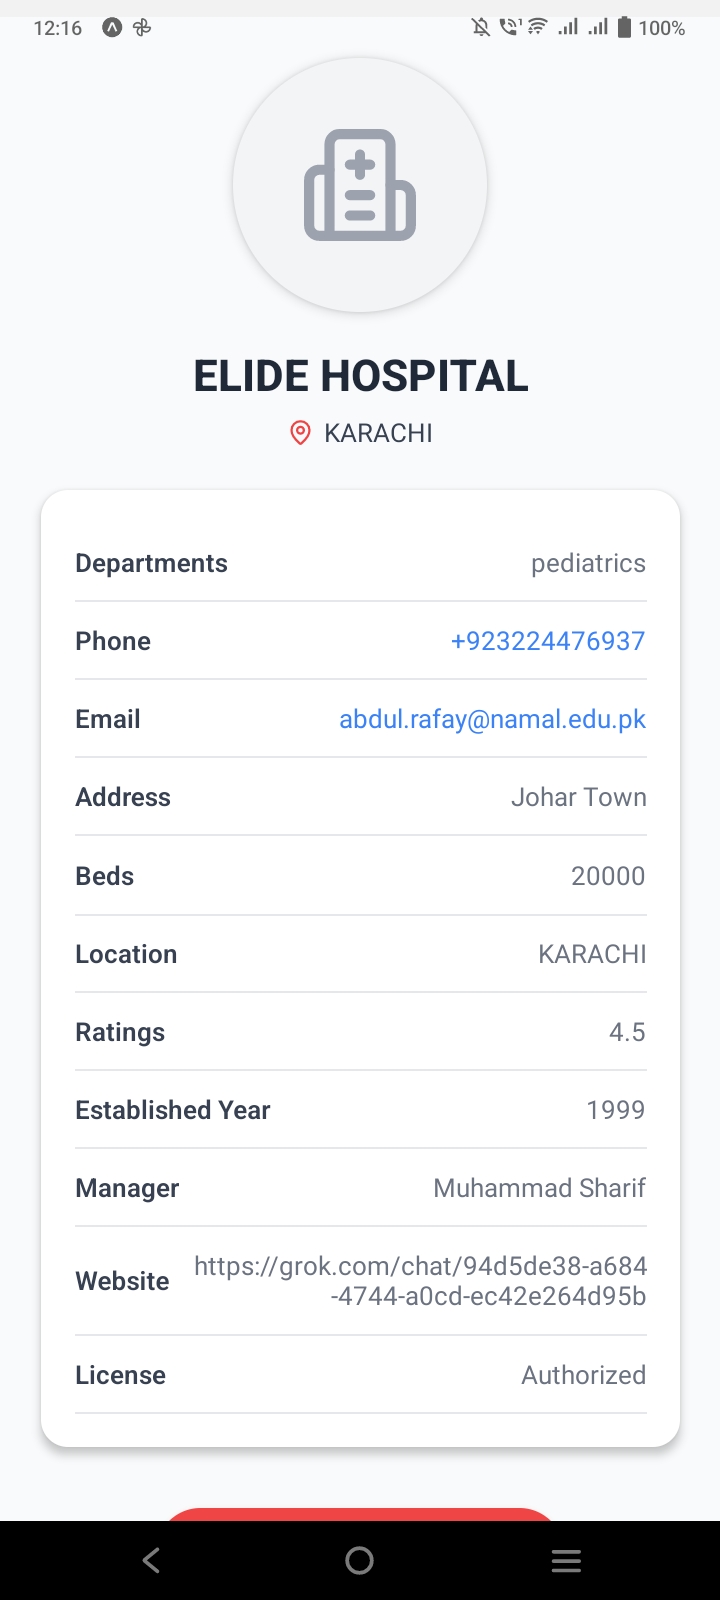 12:16
100%
ELIDE HOSPITAL
KARACHI
Departments pediatrics
Phone +923224476937
Email abdul.rafay@namal.edu.pk
Address Johar Town
Beds 20000
Location KARACHI
Ratings 4.5
Established Year 1999
Manager Muhammad Sharif
Website https://grok.com/chat/94d5de38-a684
-4744-a0cd-ec42e264d95b
License Authorized